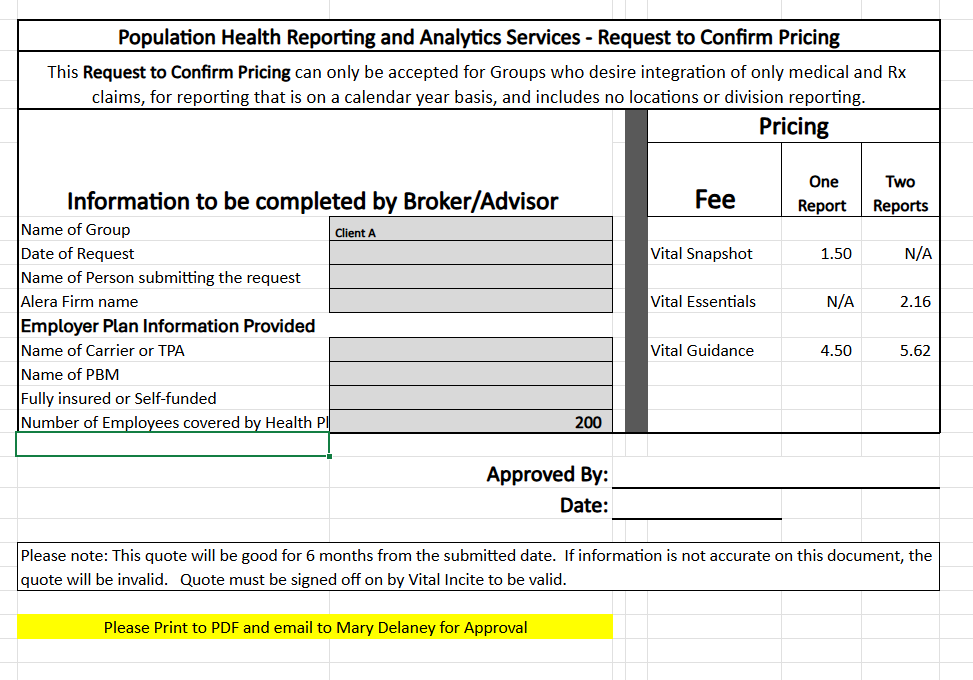 Population Health Reporting and Analytics Services - Request to Confirm Pricing
This Request to Confirm Pricing can only be accepted for Groups who desire integration of only medical and Rx
claims, for reporting that is on a calendar year basis, and includes no locations or division reporting.
Pricing
Information to be completed by Broker/Advisor
Fee
One
Report
Two
Reports
Name of Group
Client A
Date of Request
Vital Snapshot 1.50 N/A
Name of Person submitting the request
Alera Firm name
Vital Essentials N/A 2.16
Employer Plan Information Provided
Name of Carrier or TPA
Vital Guidance 4.50 5.62
Name of PBM
Fully insured or Self-funded
Number of Employees covered by Health Pl
200
Approved By:
Date:
Please note: This quote will be good for 6 months from the submitted date.  If information is not accurate on this document, the
quote will be invalid.   Quote must be signed off on by Vital Incite to be valid.
Please Print to PDF and email to Mary Delaney for Approval